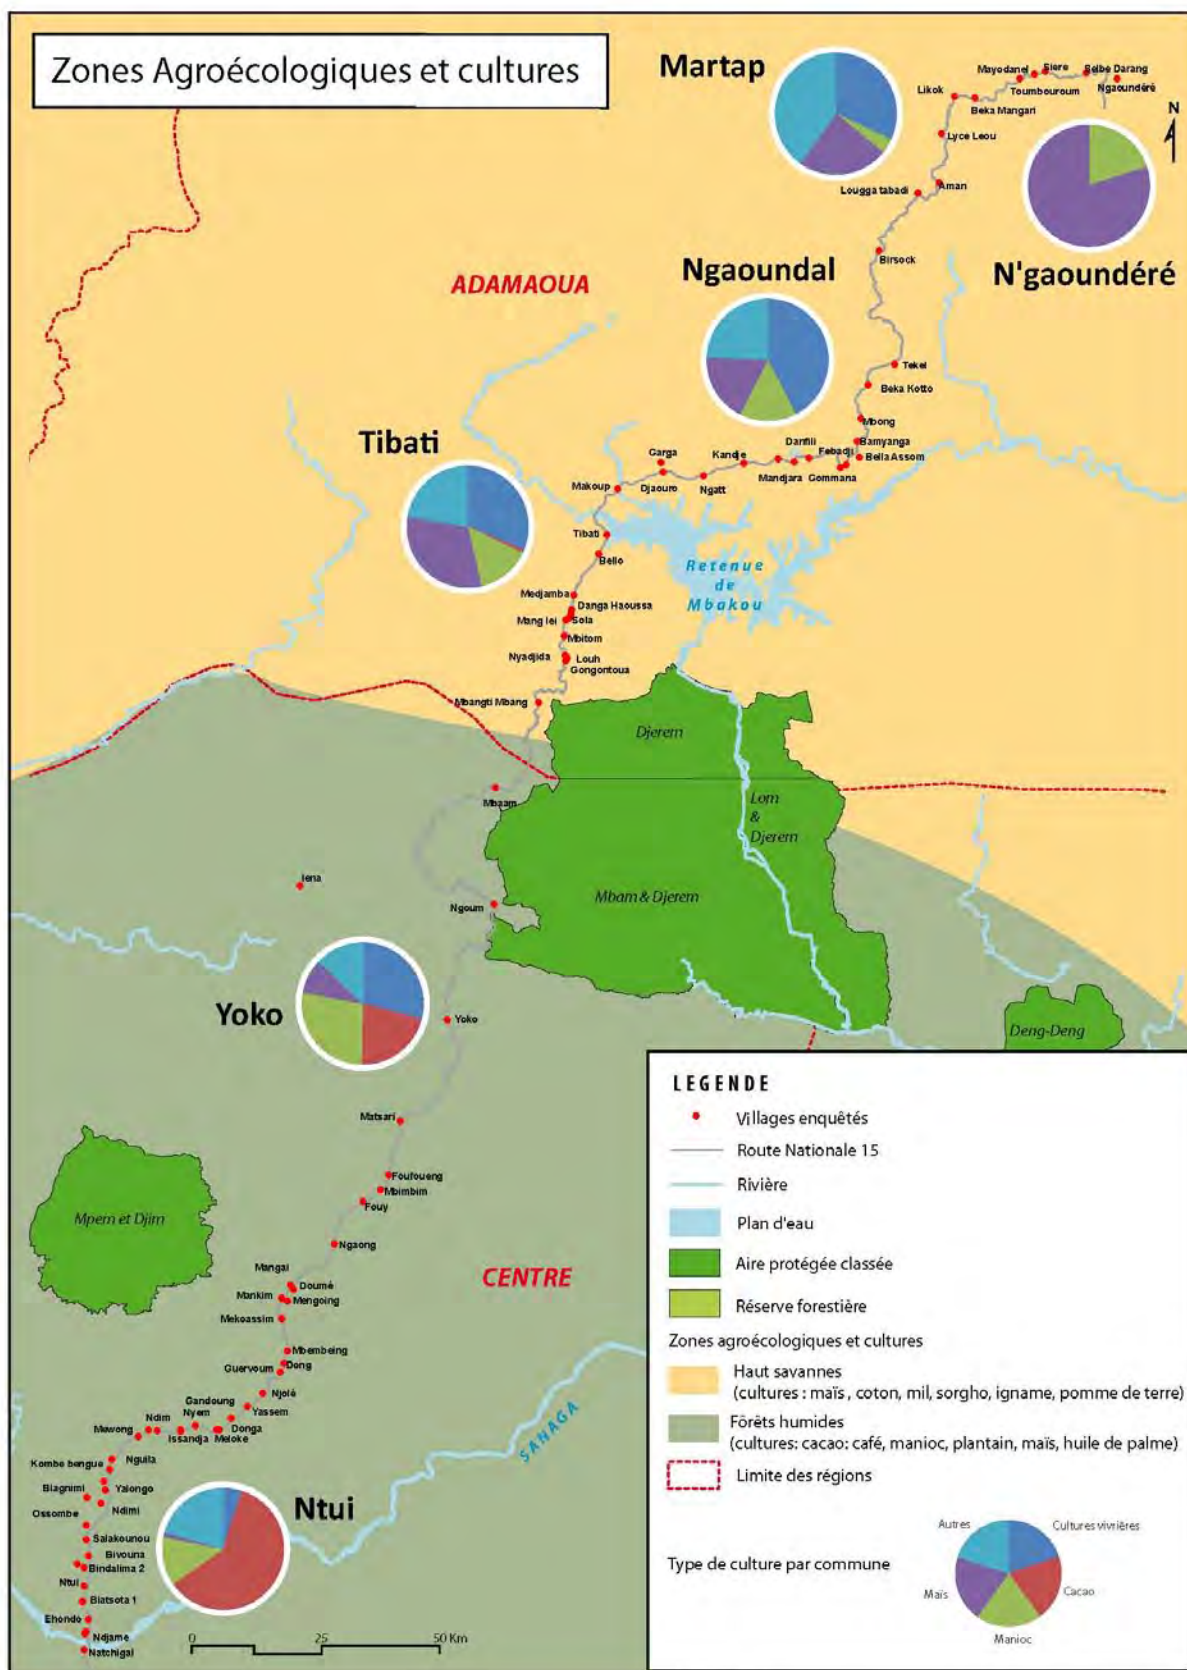 Zones Agroécologiques et cultures
Martap
Mayodanel
Siere
Selbe Darang
Toumbouroum
Ngaoundéré
Likok
Beka Mangari
N
Lyce Leou
Aman
Lougga tabadi
Birsock
N'gaoundéré
Ngaoundal
ADAMAOUA
Tekel
Beka Kotto
Mbong
Bamyanga
Bella Assom
Tibati
Garga
Kandje
Danfili
Febadji
Makoup
Djaouro
Ngatt
Mandjara
Gommana
Tibati
Bello
Retenue
de
Mbakou
Medjamba
Danga Haoussa
Mang lei
Sola
Mbitom
Nyadjida
Louh
Gongontoua
Mbangti Mbang
Djerem
Mbaam
Lom
&
Djerem
Iena
Mbam & Djerem
Ngoum
Yoko
Yoko
Deng-Deng
Matsari
Foufoueng
Mbimbim
Fouy
Mpem et Djim
Ngaong
CENTRE
Mangai
Doumé
Mankim
Mengoing
Mekoassim
Mbembeing
Dong
Guervoum
Njolé
Gandoung
Yassem
Nyem
Ndim
Donga
Mewong
Issandja
Meloke
SANAGA
Nguila
Kombe bengue
Yalongo
Biagnimi
Ndimi
Ntui
Ossombe
Salakounou
Bivouna
Bindalima 2
Ntui
Biatsota 1
Ehondo
Ndjame
Natchigal
0
25
50 Km
LEGENDE
Villages enquêtés
Route Nationale 15
Rivière
Plan d'eau
Aire protégée classée
Réserve forestière
Zones agroécologiques et cultures
Haut savannes
(cultures : maïs , coton, mil, sorgho, igname, pomme de terre)
Fôrêts humides
(cultures: cacao: café, manioc, plantain, maïs, huile de palme)
Limite des régions
Type de culture par commune
Autres
Cultures vivrières
Maïs
Cacao
Manioc